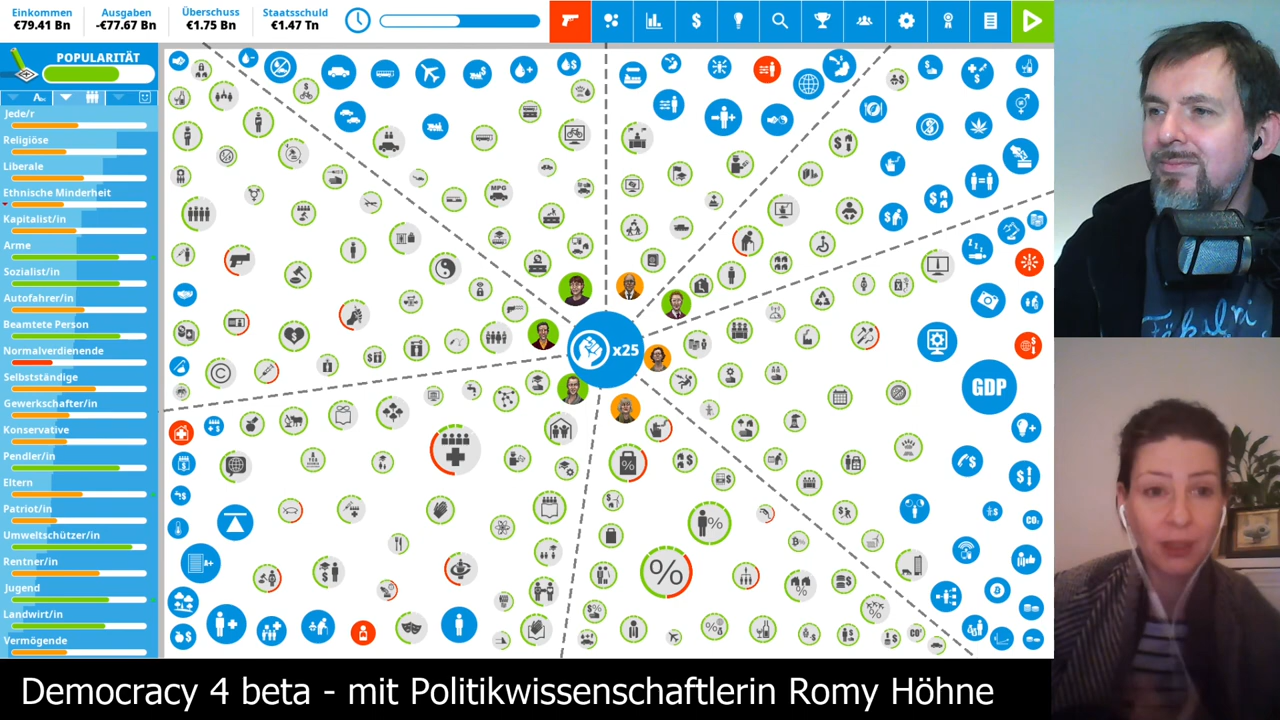 Einkommen Ausgaben Überschuss Staatsschuld
€79.41 Bn -€77.67 Bn €1.75 Bn €1.47 Tn
POPULARITÄT
Jede/r
Religiöse
Liberale
Ethnische Minderheit
Kapitalist/in
Arme
Sozialist/in
Autofahrer/in
Beamtete Person
Normalverdienende
Selbstständige
Gewerkschafter/in
Konservative
Pendler/in
Eltern
Patriot/in
Umweltschützer/in
Rentner/in
Jugend
Landwirt/in
Vermögende
MPG
x25
GDP
Democracy 4 beta - mit Politikwissenschaftlerin Romy Höhne